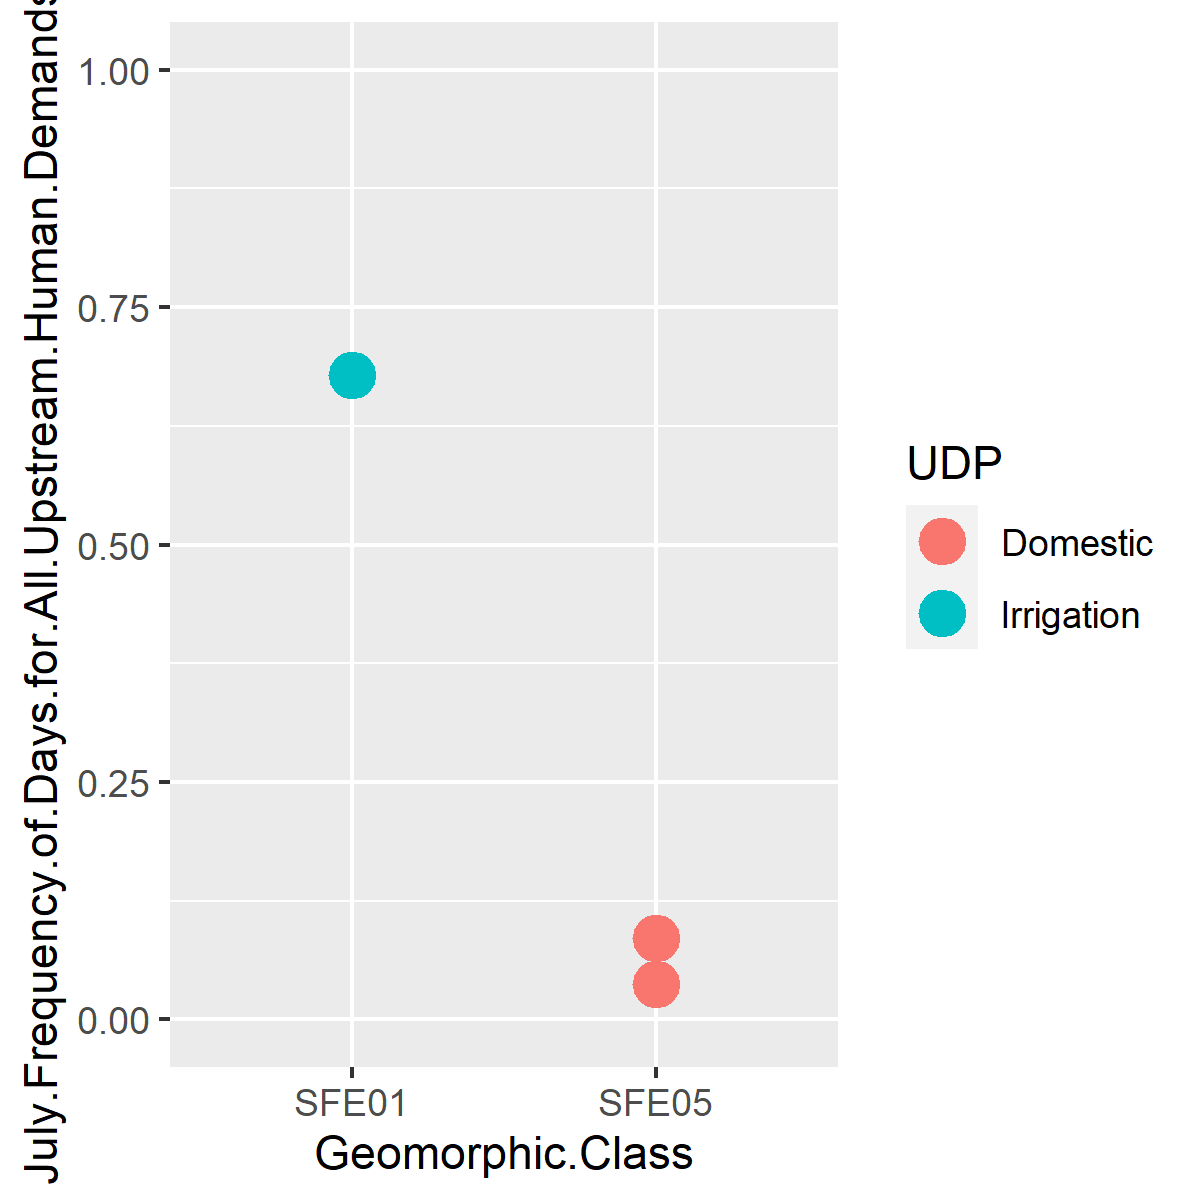 July.Frequency.of.Days.for.All.Upstream.Human.Demands
1.00
0.75
0.50
0.25
0.00
SFE01 SFE05
Geomorphic.Class
UDP
Domestic
Irrigation